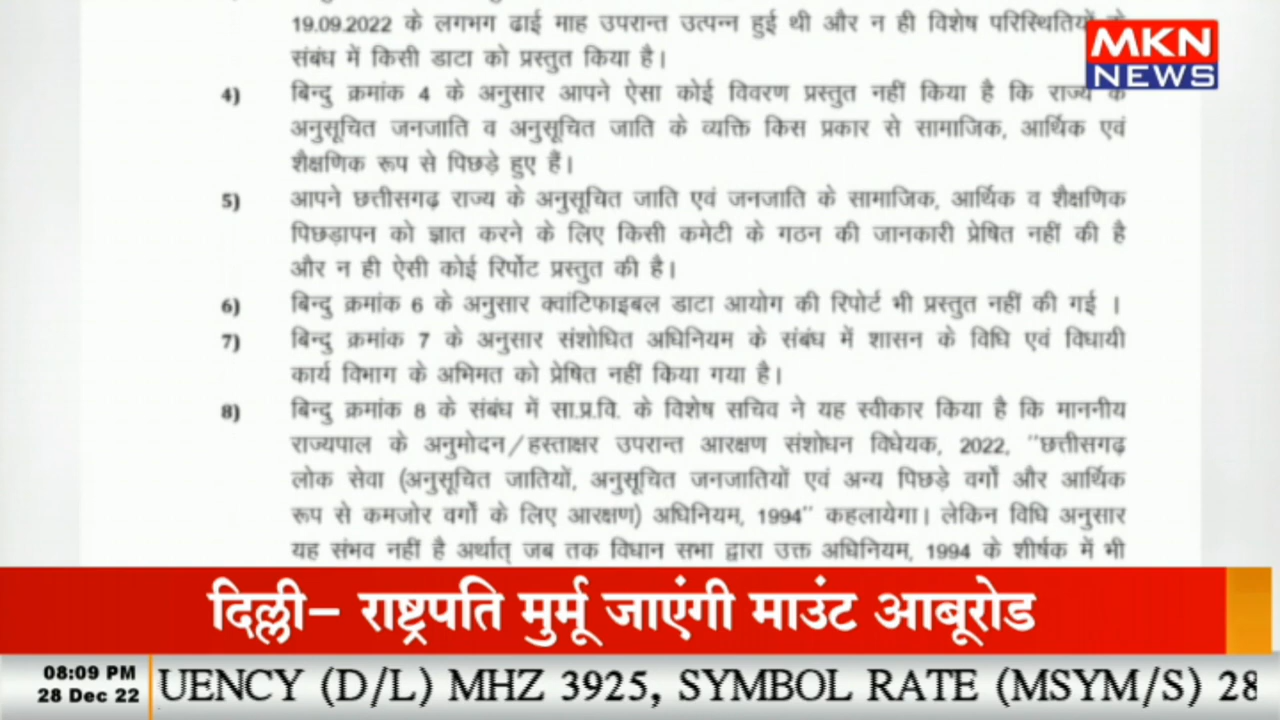 19.09.2022 के लगभग ढाई माह उपरान्त उत्पन्न हुई थी और न ही विशेष परिस्थितियों के
संबंध में किसी डाटा को प्रस्तुत किया है।
4) बिन्दु क्रमांक 4 के अनुसार आपने ऐसा कोई विवरण प्रस्तुत नहीं किया है कि राज्य के
अनुसूचित जनजाति व अनुसूचित जाति के व्यक्ति किस प्रकार से सामाजिक, आर्थिक एवं
शैक्षणिक रूप से पिछड़े हुए हैं।
5) आपने छत्तीसगढ़ राज्य के अनुसूचित जाति एवं जनजाति के सामाजिक, आर्थिक व शैक्षणिक
पिछड़ापन को ज्ञात करने के लिए किसी कमेटी के गठन की जानकारी प्रेषित नहीं की है
और न ही ऐसी कोई रिर्पोट प्रस्तुत की है।
6) बिन्दु क्रमांक 6 के अनुसार क्वांटिफाइबल डाटा आयोग की रिपोर्ट भी प्रस्तुत नहीं की गई ।
7) बिन्दु क्रमांक 7 के अनुसार संशोधित अधिनियम के संबंध में शासन के विधि एवं विधायी
कार्य विभाग के अभिमत को प्रेषित नहीं किया गया है।
8) बिन्दु क्रमांक 8 के संबंध में सा.प्र.वि. के विशेष सचिव ने यह स्वीकार किया है कि माननीय
राज्यपाल के अनुमोदन/हस्ताक्षर उपरान्त आरक्षण संशोधन विधेयक, 2022, "छत्तीसगढ़
लोक सेवा (अनुसूचित जातियों, अनुसूचित जनजातियों एवं अन्य पिछड़े वर्गों और आर्थिक
रूप से कमजोर वर्गों के लिए आरक्षण) अधिनियम, 1994" कहलायेगा। लेकिन विधि अनुसार
यह संभव नहीं है अर्थात् जब तक विधान सभा द्वारा उक्त अधिनियम, 1994 के शीर्षक में भी
MKN
NEWS
दिल्ली– राष्ट्रपति मुर्मू जाएंगी माउंट आबूरोड
08:09 PM
28 Dec 22
UENCY (D/L) MHZ 3925, SYMBOL RATE (MSYM/S) 28